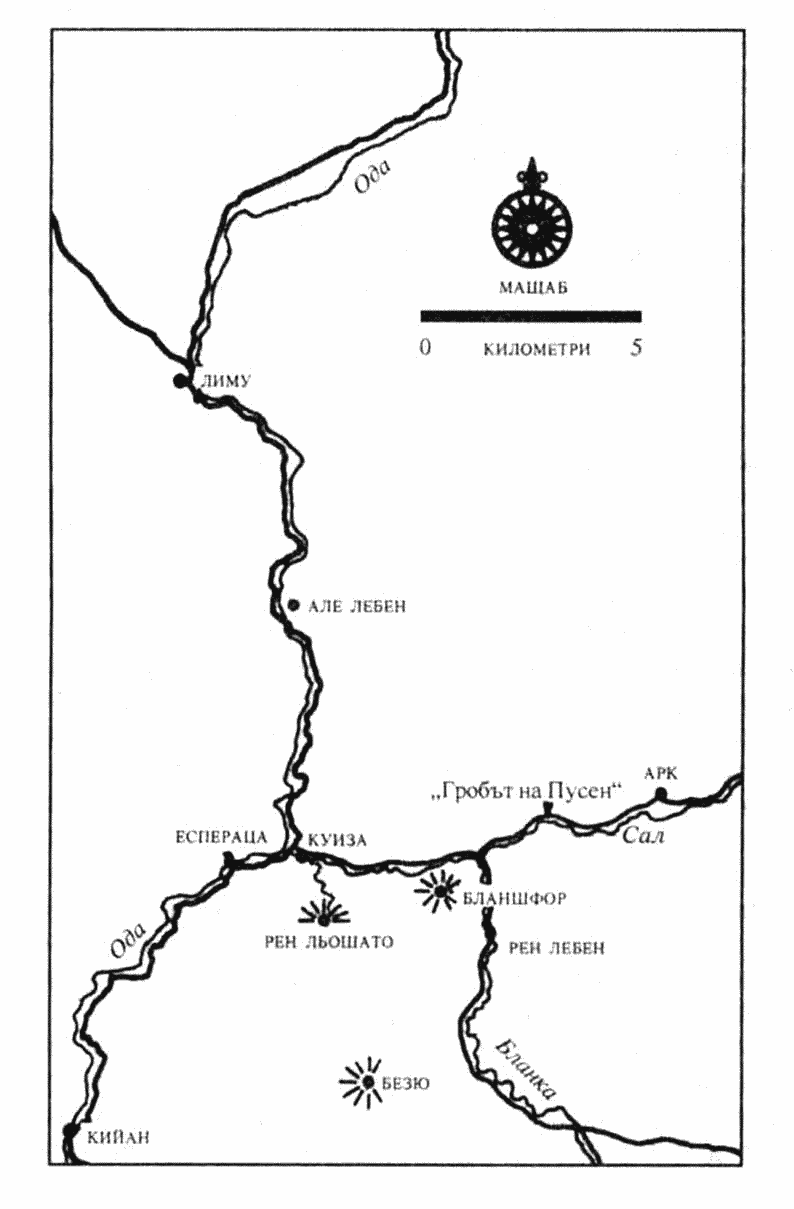 Ода
МАЩАБ
0 КИЛОМЕТРИ 5
ЛИМУ
АЛЕ ЛЕБЕН
АРК
„Гробът на Пусен“
Сал
ЕСПЕРАЦА
КУИЗА
БЛАНШФОР
РЕН ЛЬОШАТО
Ода
РЕН ЛЕБЕН
Бланка
БЕЗЮ
КИЙАН